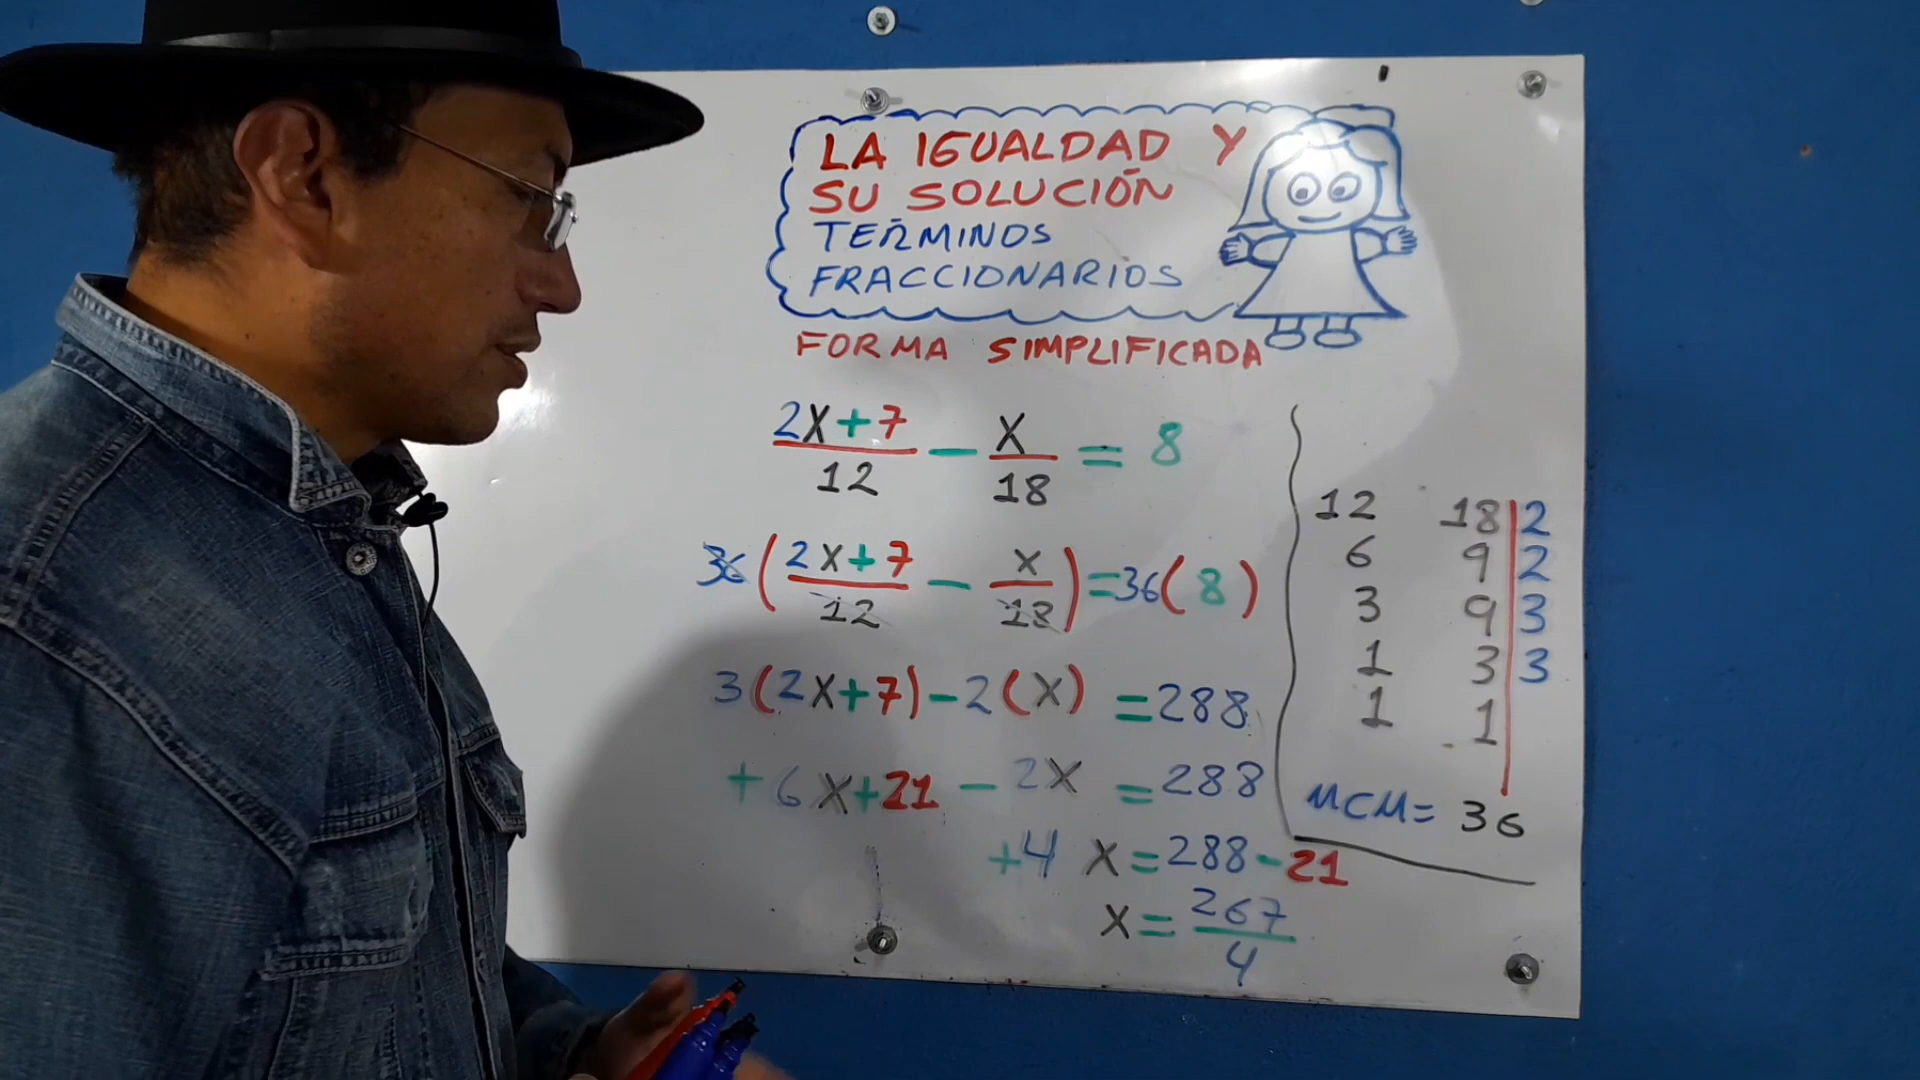 LA IGUALDAD Y
SU SOLUCIÓN
TERMINOS
FRACCIONARIOS
FORMA SIMPLIFICADA
2X+7/12 - X/18 = 8
36(2X+7/12 - X/18)=36(8)
3(2X+7)-2(X) =288
+6X+21-2X =288
+4 X=288-21
X=267/4
12 18|2
6 9|2
3 9|3
1 3|3
1 1|
MCM= 36